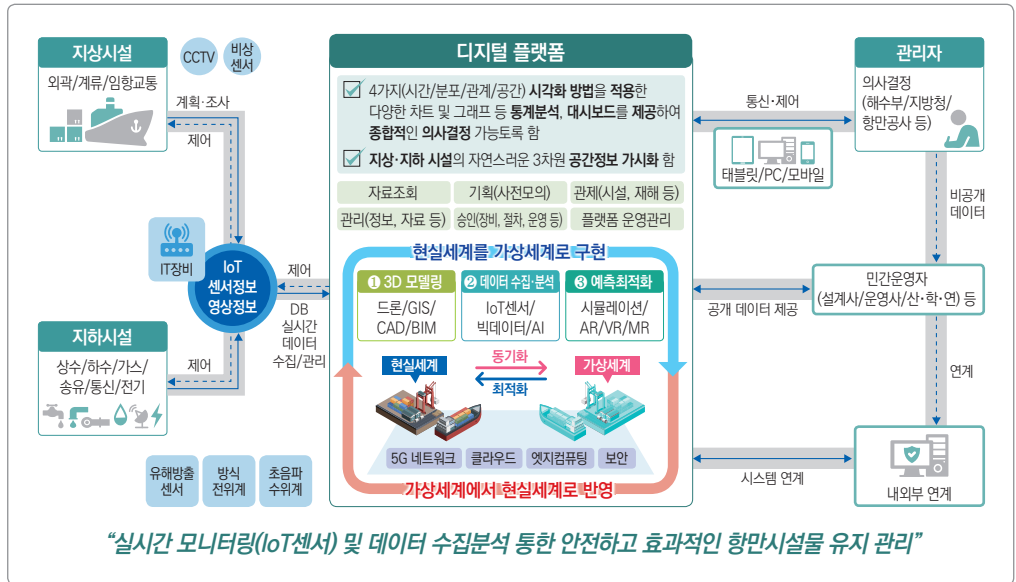 지상시설
외곽/계류/임항교통
CCTV
비상
센서
계획·조사
제어
IT장비
IoT
센서정보
영상정보
제어
DB
실시간
데이터
수집/관리
지하시설
상수/하수/가스/
송유/통신/전기
제어
유해방출
센서
방식
전위계
초음파
수위계
디지털 플랫폼
4가지(시간/분포/관계/공간) 시각화 방법을 적용한
다양한 차트 및 그래프 등 통계분석, 대시보드를 제공하여
종합적인 의사결정 가능토록 함
지상·지하 시설의 자연스러운 3차원 공간정보 가시화 함
자료조회
기획(사전모의)
관제(시설, 재해 등)
관리(정보, 자료 등)
승인(장비, 절차, 운영 등)
플랫폼 운영관리
현실세계를 가상세계로 구현
❶ 3D 모델링
드론/GIS/
CAD/BIM
❷ 데이터 수집·분석
IoT센서/
빅데이터/AI
❸ 예측최적화
시뮬레이션/
AR/VR/MR
현실세계
동기화
최적화
가상세계
5G 네트워크
클라우드
엣지컴퓨팅
보안
가상세계에서 현실세계로 반영
통신·제어
태블릿/PC/모바일
관리자
의사결정
(해수부/지방청/
항만공사 등)
비공개
데이터
공개 데이터 제공
민간운영자
(설계사/운영사/산·학·연) 등
연계
시스템 연계
내외부 연계
“실시간 모니터링(IoT센서) 및 데이터 수집분석 통한 안전하고 효과적인 항만시설물 유지 관리”